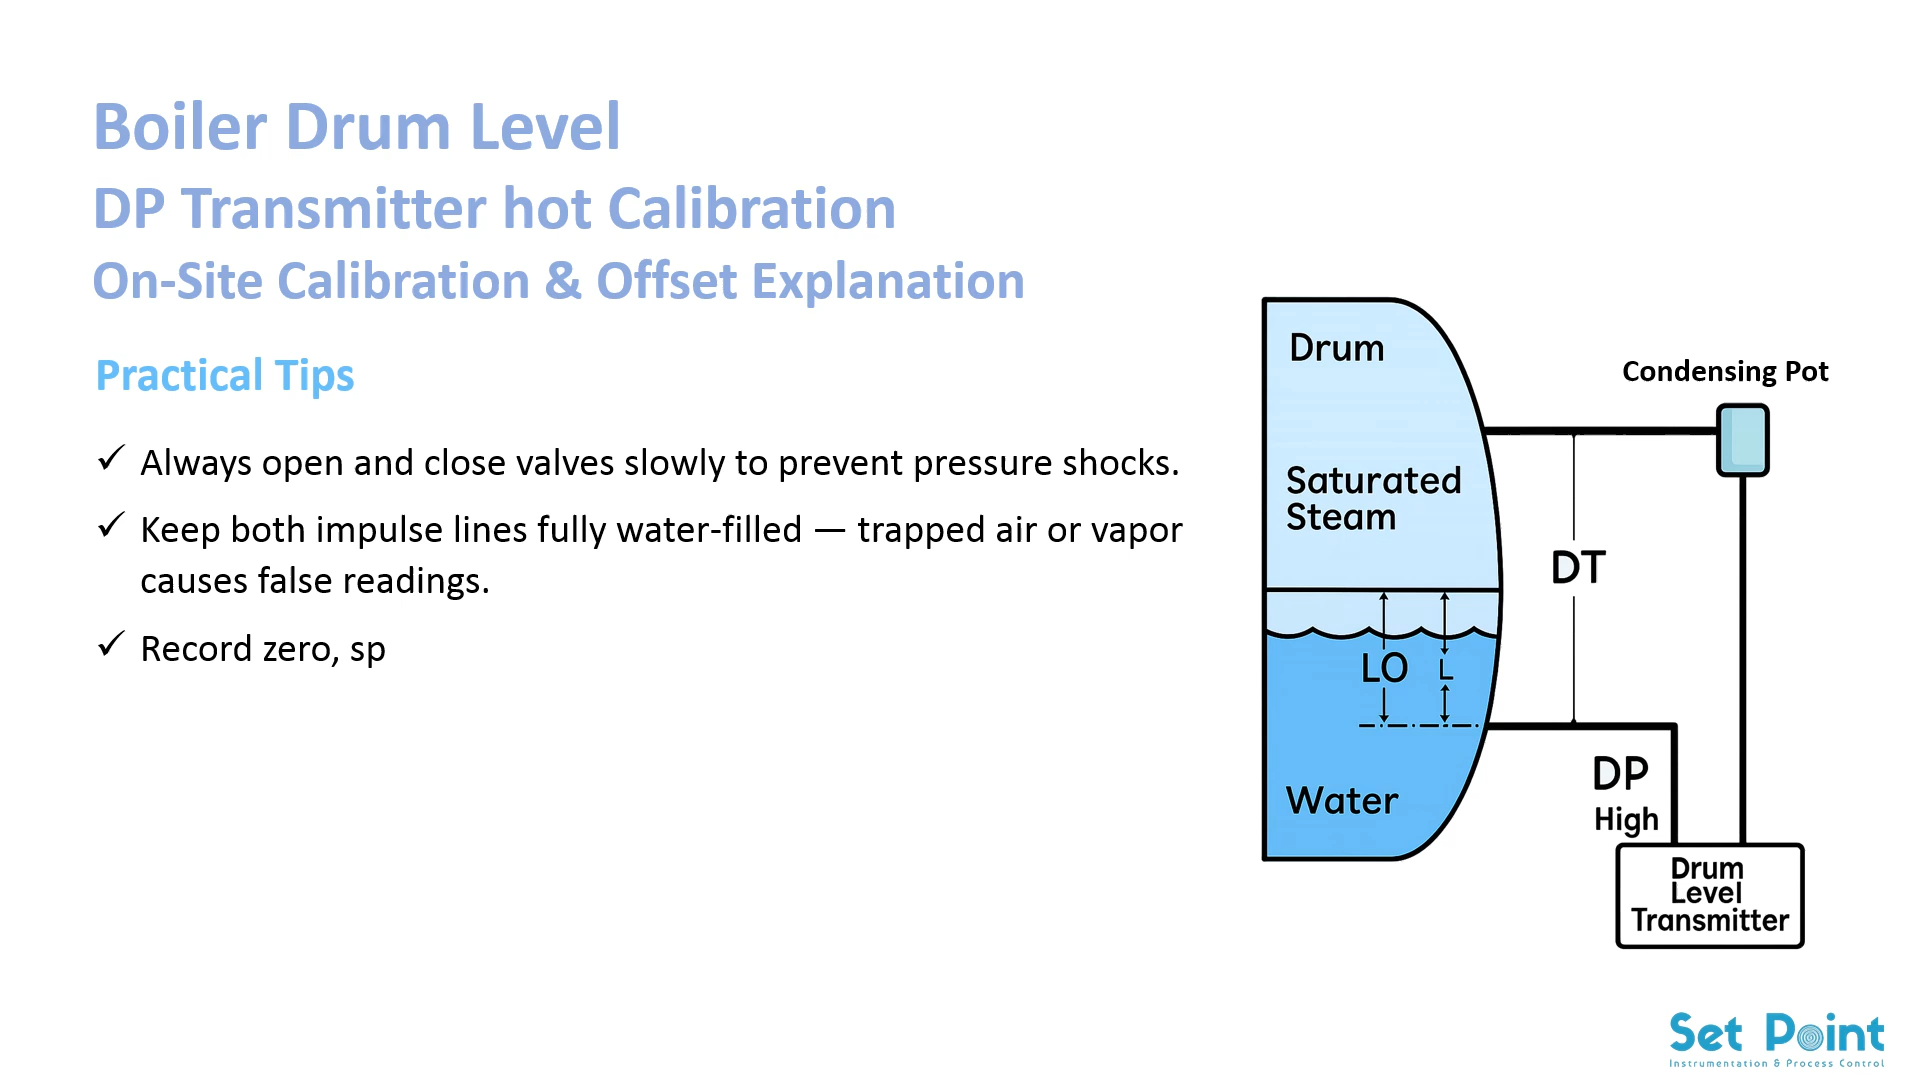 Boiler Drum Level
DP Transmitter hot Calibration
On-Site Calibration & Offset Explanation
Practical Tips
✓ Always open and close valves slowly to prevent pressure shocks.
✓ Keep both impulse lines fully water-filled — trapped air or vapor
causes false readings.
✓ Record zero, sp
Drum
Condensing Pot
Saturated
Steam
DT
LO
L
DP
High
Water
Drum
Level
Transmitter
Set Point
Instrumentation & Process Control